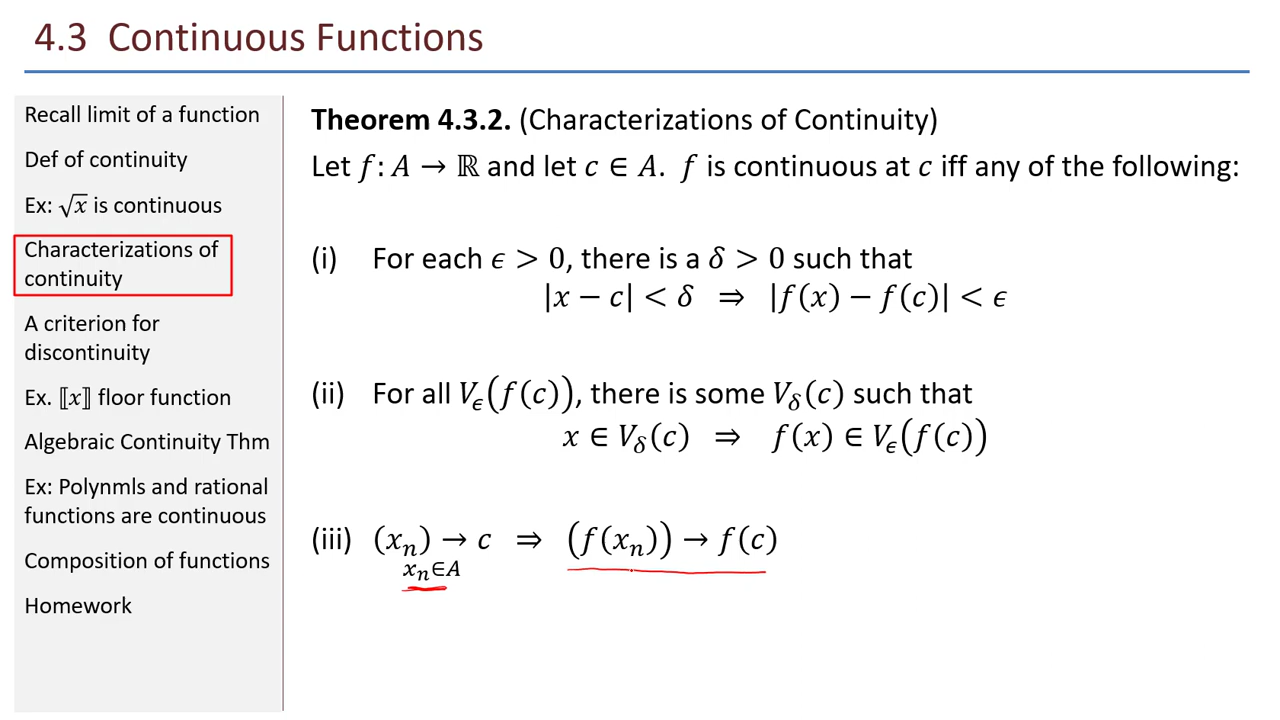 4.3 Continuous Functions
Recall limit of a function
Def of continuity
Ex: √x is continuous
Characterizations of
continuity
A criterion for
discontinuity
Ex. ⟦x⟧ floor function
Algebraic Continuity Thm
Ex: Polynmls and rational
functions are continuous
Composition of functions
Homework
Theorem 4.3.2. (Characterizations of Continuity)
Let f: A → ℝ and let c ∈ A. f is continuous at c iff any of the following:
(i) For each ϵ > 0, there is a δ > 0 such that
|x − c| < δ ⇒ |f(x) − f(c)| < ϵ
(ii) For all V_ϵ(f(c)), there is some V_δ(c) such that
x ∈ V_δ(c) ⇒ f(x) ∈ V_ϵ(f(c))
(iii) (xₙ) → c ⇒ (f(xₙ)) → f(c)
xₙ∈A